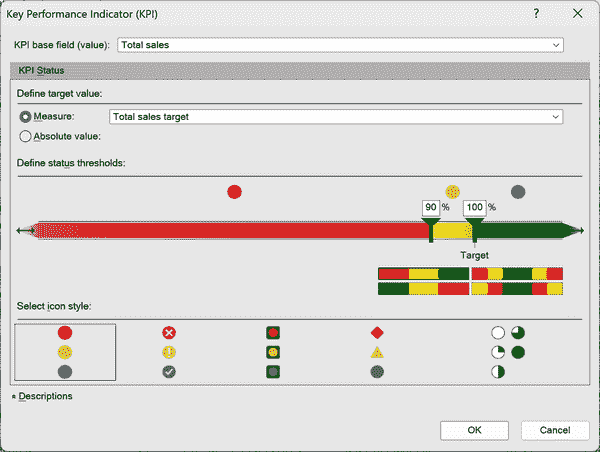 Key Performance Indicator (KPI) ?
KPI base field (value): Total sales
KPI Status
Define target value:
Measure: Total sales target
Absolute value:
Define status thresholds:
90 % 100 %
Target
Select icon style:
Descriptions
OK Cancel